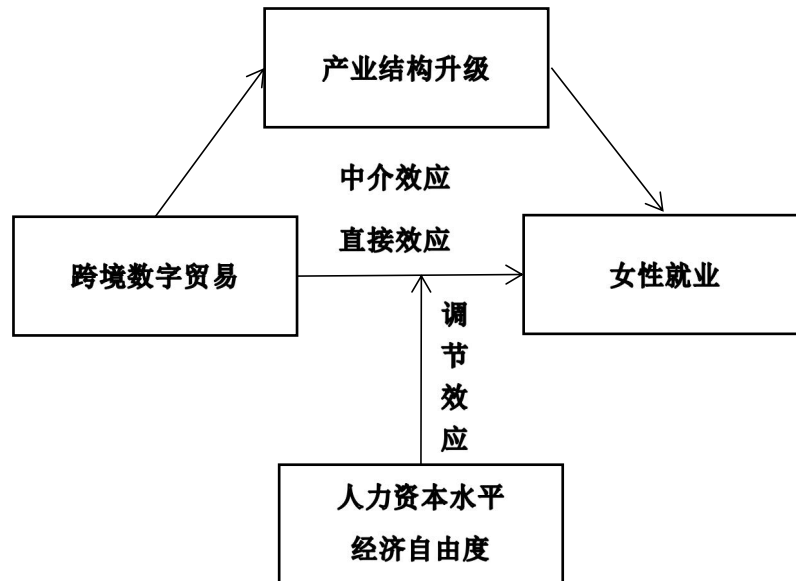 产业结构升级
中介效应
直接效应
跨境数字贸易
女性就业
调节效应
人力资本水平
经济自由度